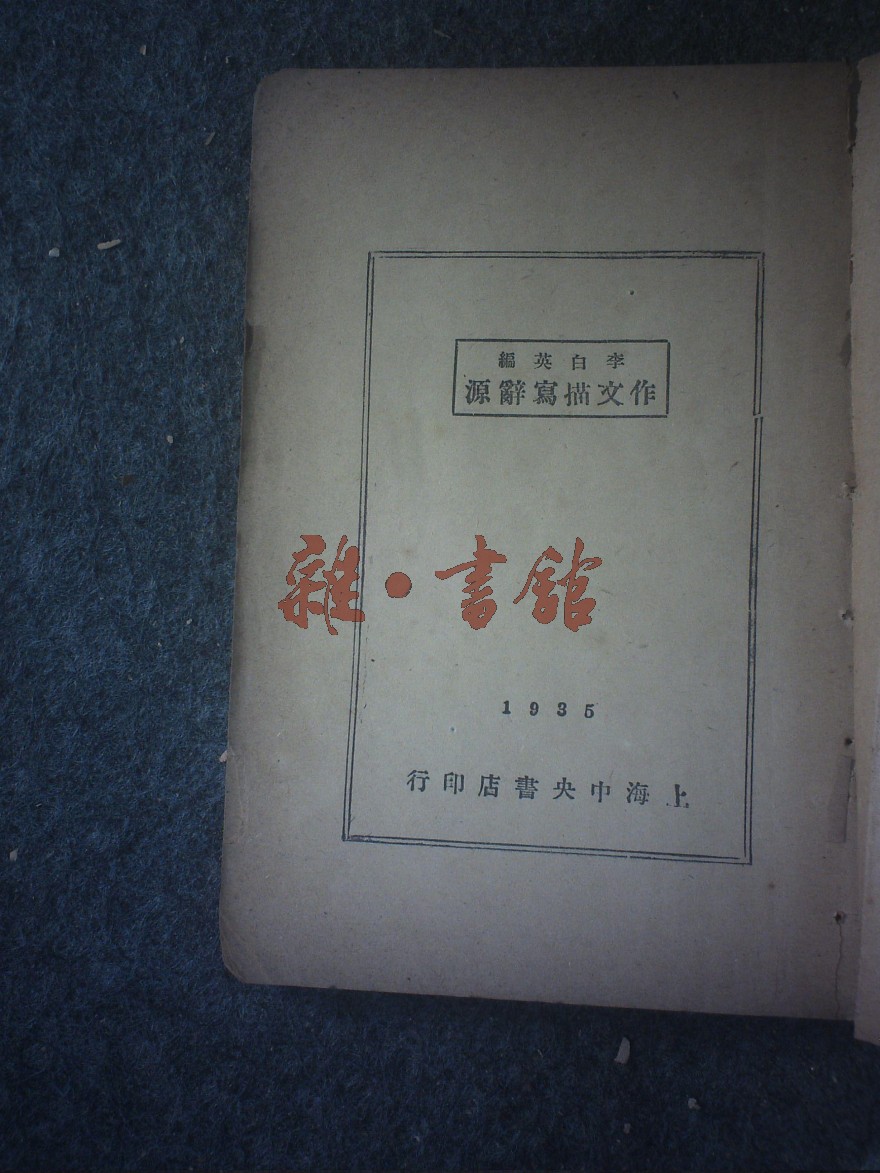 李白英編
作文描寫辭源
雜·書館
1935
上海中央書店印行